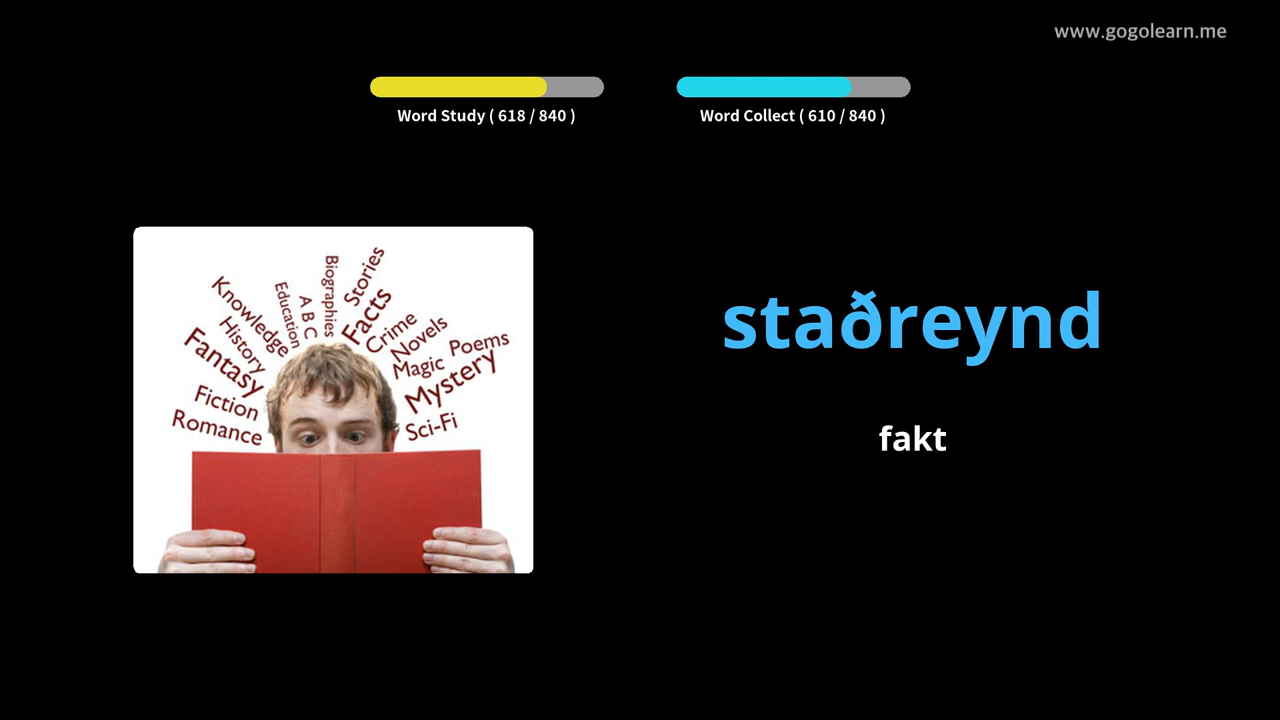 www.gogolearn.me
Word Study ( 618 / 840 )
Word Collect ( 610 / 840 )
Knowledge
Education
A B C
Biographies
Stories
Facts
Crime
Novels
Poems
Magic
Mystery
Sci-Fi
History
Fantasy
Fiction
Romance
staðreynd
fakt